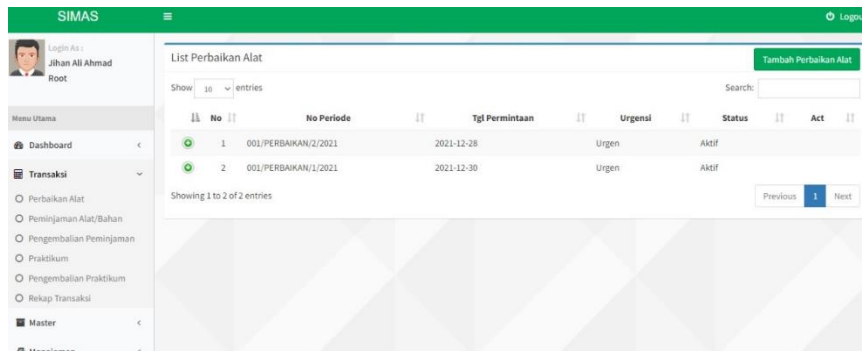 SIMAS
Logou
Login As :
Jihan Ali Ahmad
Root
Menu Utama
Dashboard
Transaksi
Perbaikan Alat
Peminjaman Alat/Bahan
Pengembalian Peminjaman
Praktikum
Pengembalian Praktikum
Rekap Transaksi
Master
List Perbaikan Alat
Tambah Perbaikan Alat
Show 10 entries
Search:
No No Periode Tgl Permintaan Urgensi Status Act
1 001/PERBAIKAN/2/2021 2021-12-28 Urgen Aktif
2 001/PERBAIKAN/1/2021 2021-12-30 Urgen Aktif
Showing 1 to 2 of 2 entries
Previous 1 Next